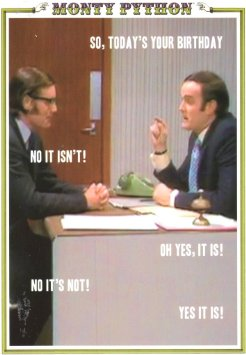 MONTY PYTHON
SO, TODAY'S YOUR BIRTHDAY
NO IT ISN'T!
OH YES, IT IS!
NO IT'S NOT!
YES IT IS!